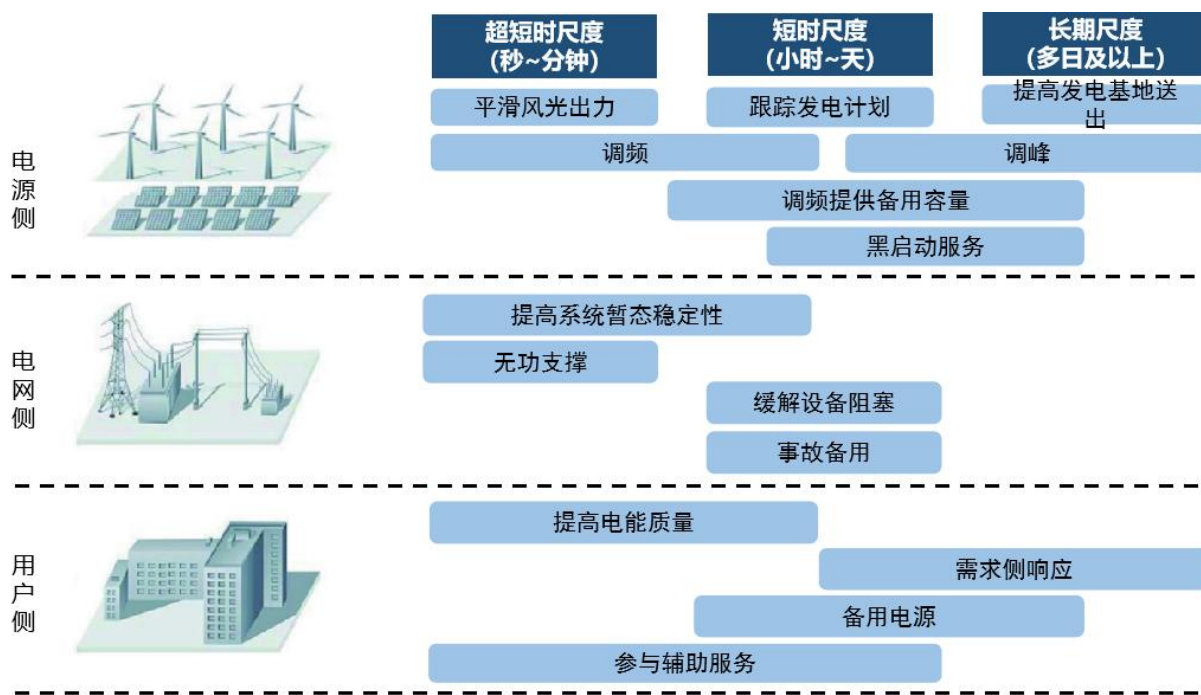 超短时尺度
(秒~分钟)
短时尺度
(小时~天)
长期尺度
(多日及以上)
电源侧
平滑风光出力
跟踪发电计划
提高发电基地送
出
调频
调峰
调频提供备用容量
黑启动服务
电网侧
提高系统暂态稳定性
无功支撑
缓解设备阻塞
事故备用
用户侧
提高电能质量
需求侧响应
备用电源
参与辅助服务